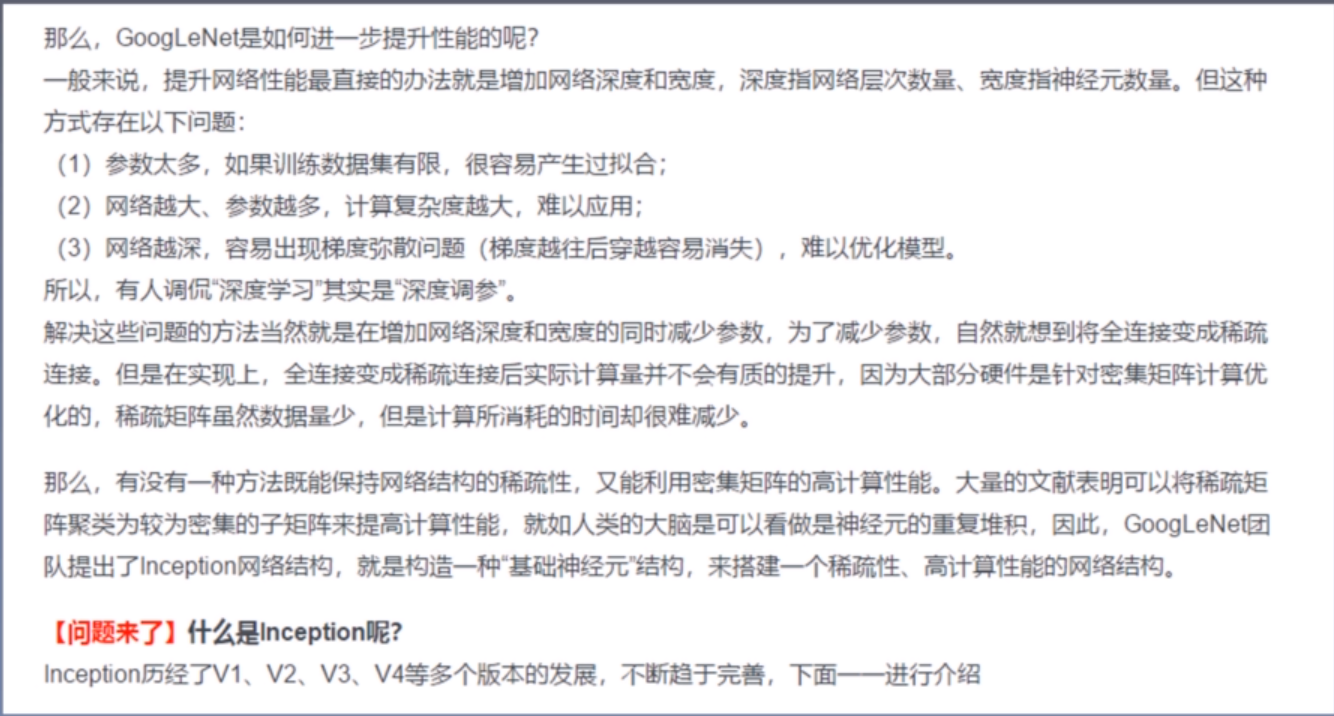 那么，GoogLeNet是如何进一步提升性能的呢？
一般来说，提升网络性能最直接的办法就是增加网络深度和宽度，深度指网络层次数量、宽度指神经元数量。但这种
方式存在以下问题：
（1）参数太多，如果训练数据集有限，很容易产生过拟合；
（2）网络越大、参数越多，计算复杂度越大，难以应用；
（3）网络越深，容易出现梯度弥散问题（梯度越往后穿越容易消失），难以优化模型。
所以，有人调侃“深度学习”其实是“深度调参”。
解决这些问题的方法当然就是在增加网络深度和宽度的同时减少参数，为了减少参数，自然就想到将全连接变成稀疏
连接。但是在实现上，全连接变成稀疏连接后实际计算量并不会有质的提升，因为大部分硬件是针对密集矩阵计算优
化的，稀疏矩阵虽然数据量少，但是计算所消耗的时间却很难减少。
那么，有没有一种方法既能保持网络结构的稀疏性，又能利用密集矩阵的高计算性能。大量的文献表明可以将稀疏矩
阵聚类为较为密集的子矩阵来提高计算性能，就如人类的大脑是可以看做是神经元的重复堆积，因此，GoogLeNet团
队提出了Inception网络结构，就是构造一种“基础神经元”结构，来搭建一个稀疏性、高计算性能的网络结构。
【问题来了】什么是Inception呢？
Inception历经了V1、V2、V3、V4等多个版本的发展，不断趋于完善，下面一一进行介绍